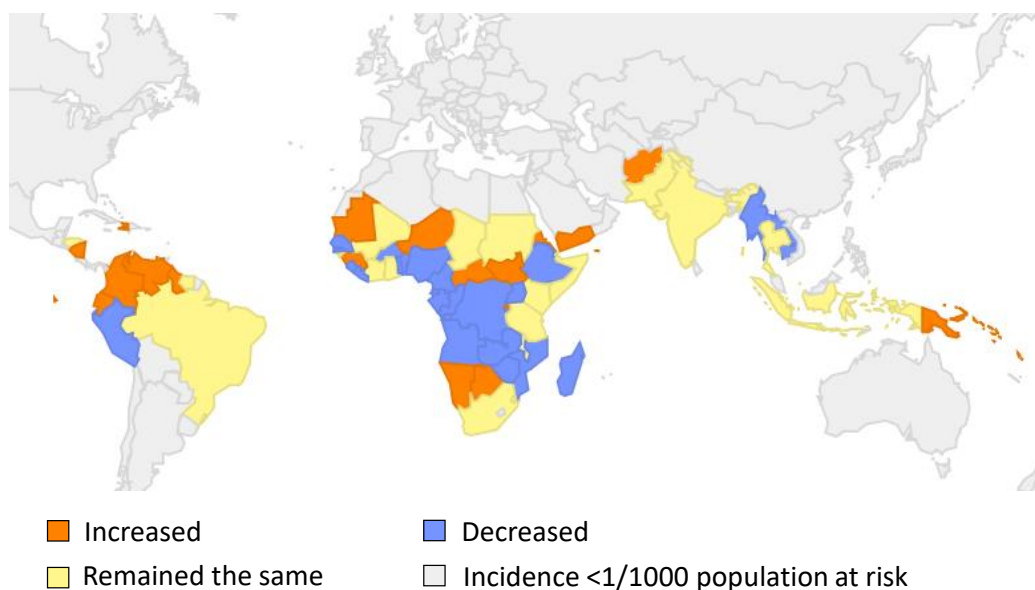 Increased
Decreased
Remained the same
Incidence <1/1000 population at risk